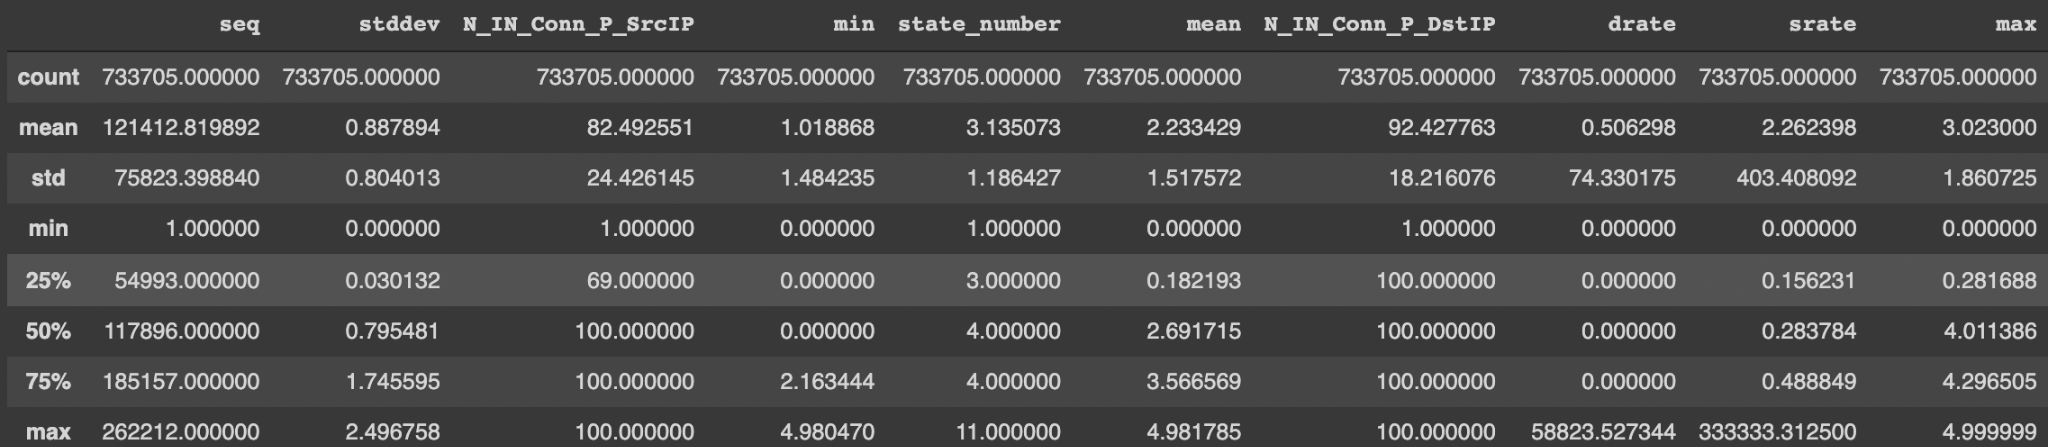 seq stddev N_IN_Conn_P_SrcIP min state_number mean N_IN_Conn_P_DstIP drate srate max
count 733705.000000 733705.000000 733705.000000 733705.000000 733705.000000 733705.000000 733705.000000 733705.000000 733705.000000 733705.000000
mean 121412.819892 0.887894 82.492551 1.018868 3.135073 2.233429 92.427763 0.506298 2.262398 3.023000
std 75823.398840 0.804013 24.426145 1.484235 1.186427 1.517572 18.216076 74.330175 403.408092 1.860725
min 1.000000 0.000000 1.000000 0.000000 1.000000 0.000000 1.000000 0.000000 0.000000 0.000000
25% 54993.000000 0.030132 69.000000 0.000000 3.000000 0.182193 100.000000 0.000000 0.156231 0.281688
50% 117896.000000 0.795481 100.000000 0.000000 4.000000 2.691715 100.000000 0.000000 0.283784 4.011386
75% 185157.000000 1.745595 100.000000 2.163444 4.000000 3.566569 100.000000 0.000000 0.488849 4.296505
max 262212.000000 2.496758 100.000000 4.980470 11.000000 4.981785 100.000000 58823.527344 333333.312500 4.999999